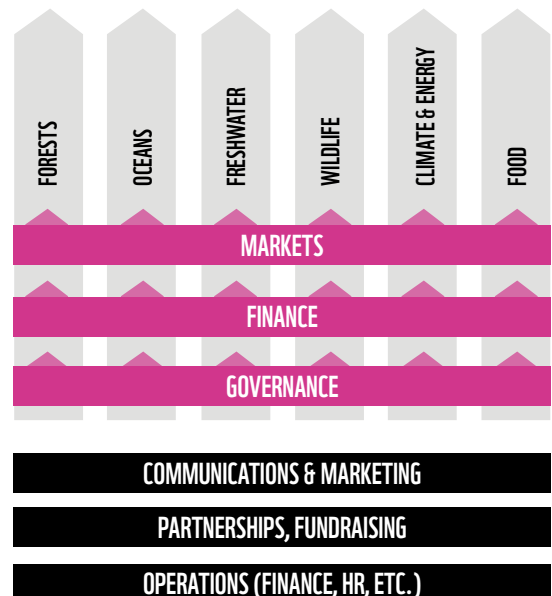 FORESTS
OCEANS
FRESHWATER
WILDLIFE
CLIMATE & ENERGY
FOOD
MARKETS
FINANCE
GOVERNANCE
COMMUNICATIONS & MARKETING
PARTNERSHIPS, FUNDRAISING
OPERATIONS (FINANCE, HR, ETC.)